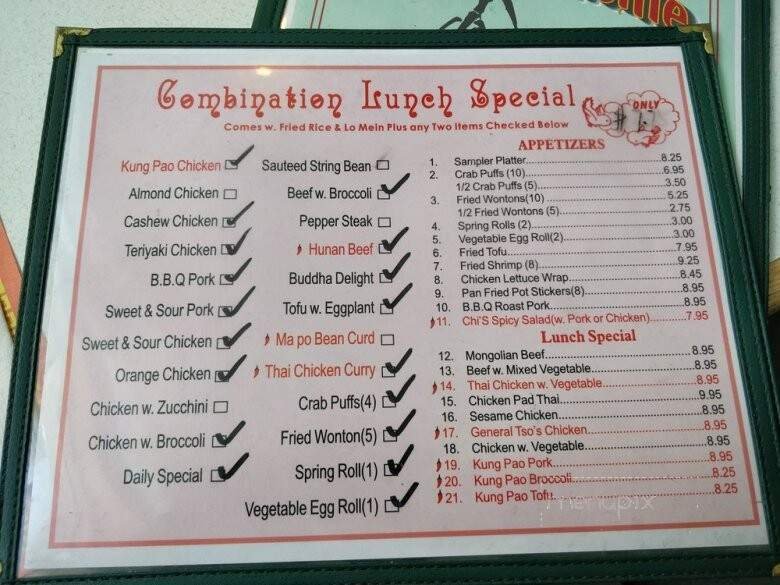 Combination Lunch Special
ONLY
Comes w. Fried Rice & Lo Mein Plus any Two Items Checked Below
Kung Pao Chicken
Almond Chicken
Cashew Chicken
Teriyaki Chicken
B.B.Q Pork
Sweet & Sour Pork
Sweet & Sour Chicken
Orange Chicken
Chicken w. Zucchini
Chicken w. Broccoli
Daily Special
Sauteed String Bean
Beef w. Broccoli
Pepper Steak
Hunan Beef
Buddha Delight
Tofu w. Eggplant
Ma po Bean Curd
Thai Chicken Curry
Crab Puffs(4)
Fried Wonton(5)
Spring Roll(1)
Vegetable Egg Roll(1)
APPETIZERS
1. Sampler Platter 8.25
2. Crab Puffs (10) 6.95
1/2 Crab Puffs (5) 3.50
3. Fried Wontons(10) 5.25
1/2 Fried Wontons (5) 2.75
4. Spring Rolls (2) 3.00
5. Vegetable Egg Roll(2) 3.00
6. Fried Tofu 7.95
7. Fried Shrimp (8) 9.25
8. Chicken Lettuce Wrap 8.45
9. Pan Fried Pot Stickers(8) 8.95
10. B.B.Q Roast Pork 8.95
11. Chi'S Spicy Salad(w. Pork or Chicken) 7.95
Lunch Special
12. Mongolian Beef 8.95
13. Beef w. Mixed Vegetable 8.95
14. Thai Chicken w. Vegetable 8.95
15. Chicken Pad Thai 9.95
16. Sesame Chicken 8.95
17. General Tso's Chicken 8.95
18. Chicken w. Vegetable 8.95
19. Kung Pao Pork 8.95
20. Kung Pao Broccoli 8.25
21. Kung Pao Tofu 8.25
menupix